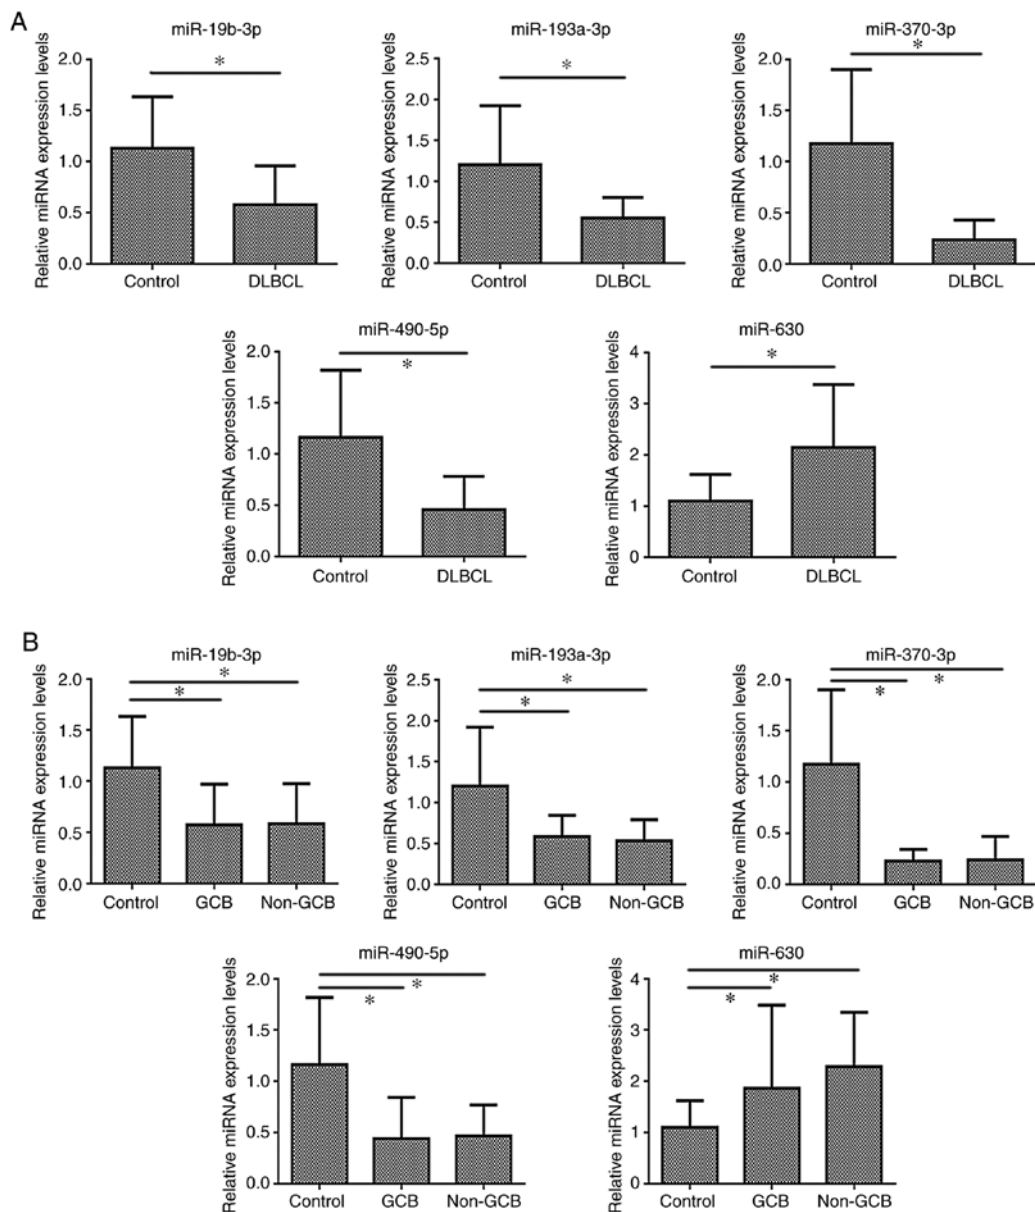 A
miR-19b-3p
Relative miRNA expression levels
2.0
1.5
1.0
0.5
0.0
*
Control DLBCL
miR-193a-3p
Relative miRNA expression levels
2.5
2.0
1.5
1.0
0.5
0.0
*
Control DLBCL
miR-370-3p
Relative miRNA expression levels
2.0
1.5
1.0
0.5
0.0
*
Control DLBCL
miR-490-5p
Relative miRNA expression levels
2.0
1.5
1.0
0.5
0.0
*
Control DLBCL
miR-630
Relative miRNA expression levels
4
3
2
1
0
*
Control DLBCL
B
miR-19b-3p
Relative miRNA expression levels
2.0
1.5
1.0
0.5
0.0
*
*
Control GCB Non-GCB
miR-193a-3p
Relative miRNA expression levels
2.5
2.0
1.5
1.0
0.5
0.0
*
*
Control GCB Non-GCB
miR-370-3p
Relative miRNA expression levels
2.0
1.5
1.0
0.5
0.0
* *
Control GCB Non-GCB
miR-490-5p
Relative miRNA expression levels
2.0
1.5
1.0
0.5
0.0
*
*
Control GCB Non-GCB
miR-630
Relative miRNA expression levels
4
3
2
1
0
*
*
Control GCB Non-GCB